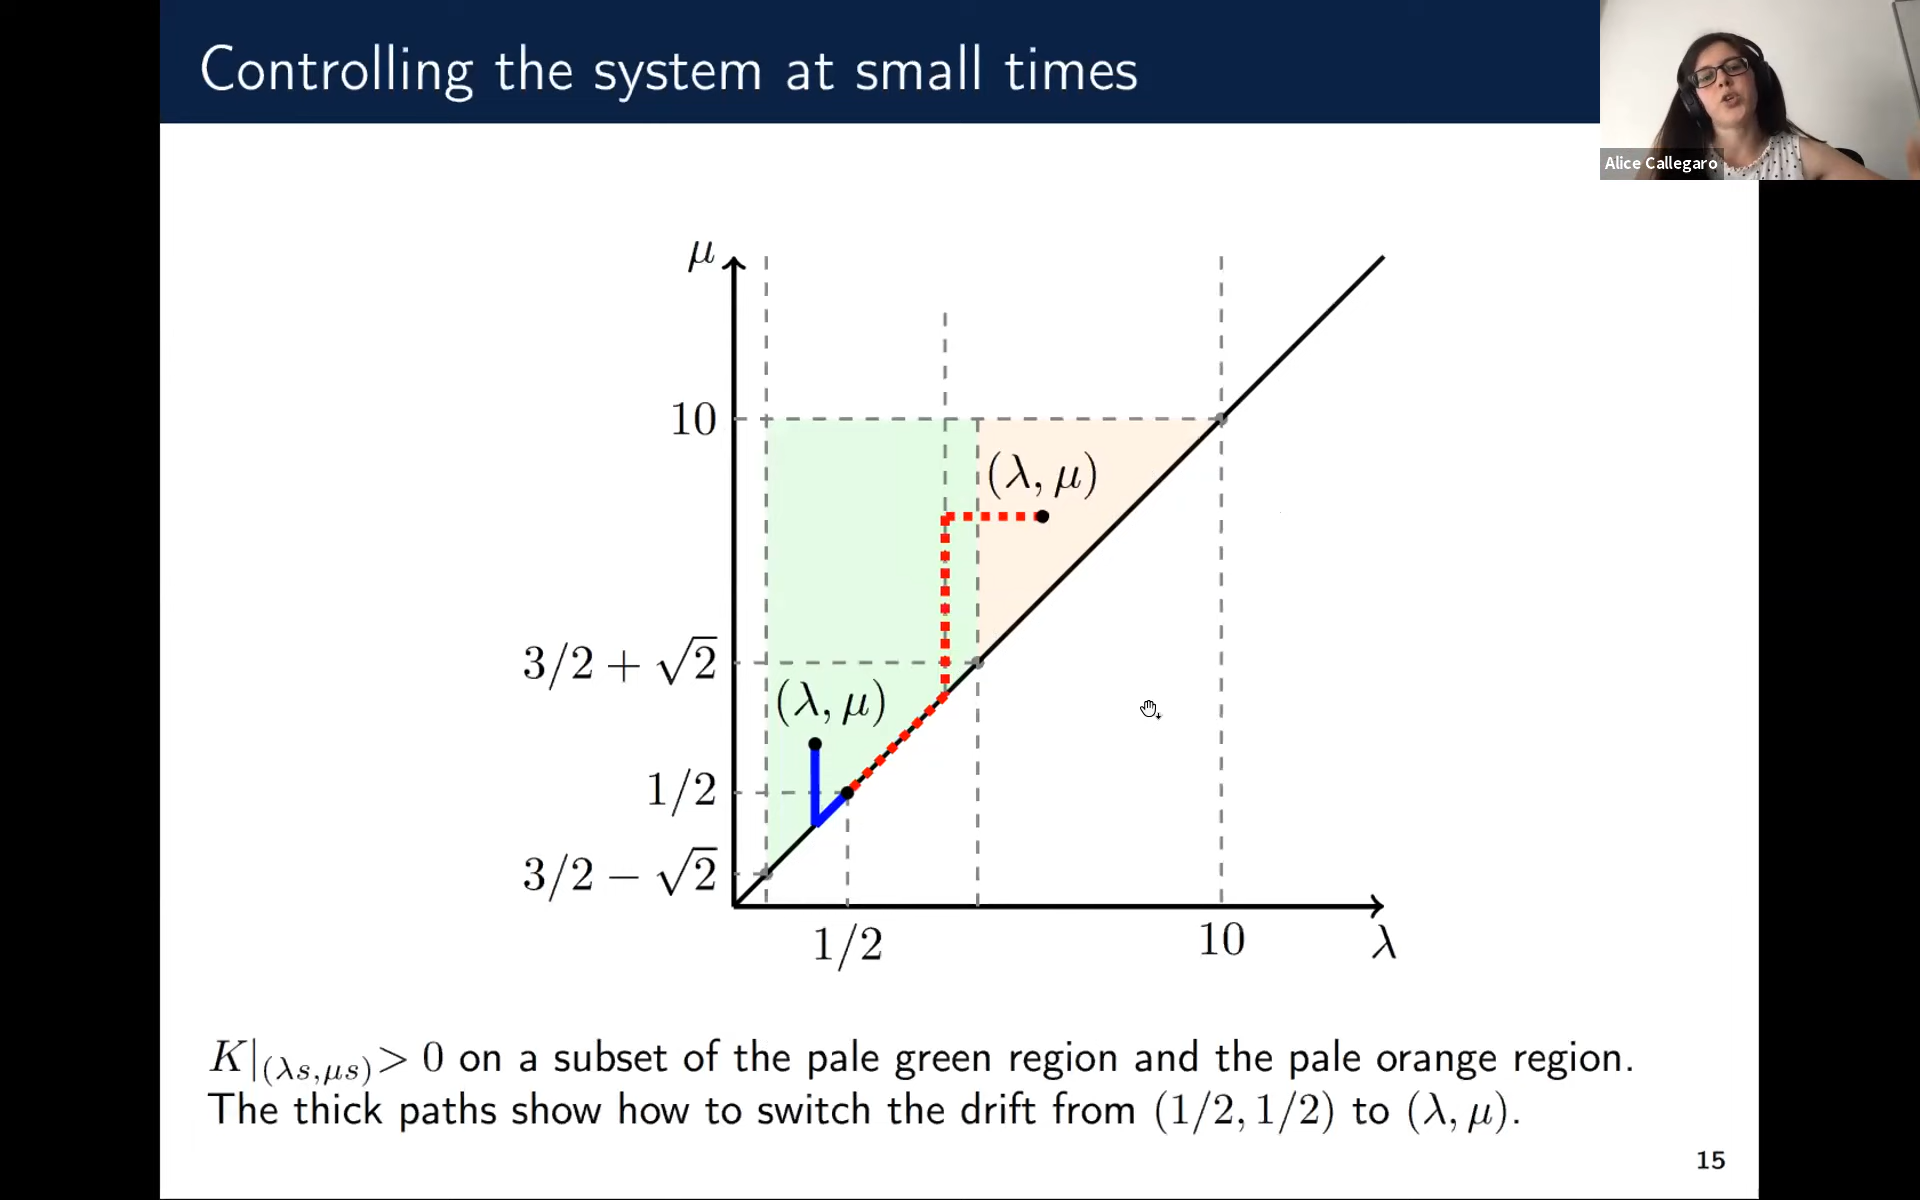 Controlling the system at small times
Alice Callegaro
μ
10
(λ, μ)
3/2 + √2
(λ, μ)
1/2
3/2 − √2
1/2
10
λ
K|(λs,μs)> 0 on a subset of the pale green region and the pale orange region.
The thick paths show how to switch the drift from (1/2, 1/2) to (λ, μ).
15